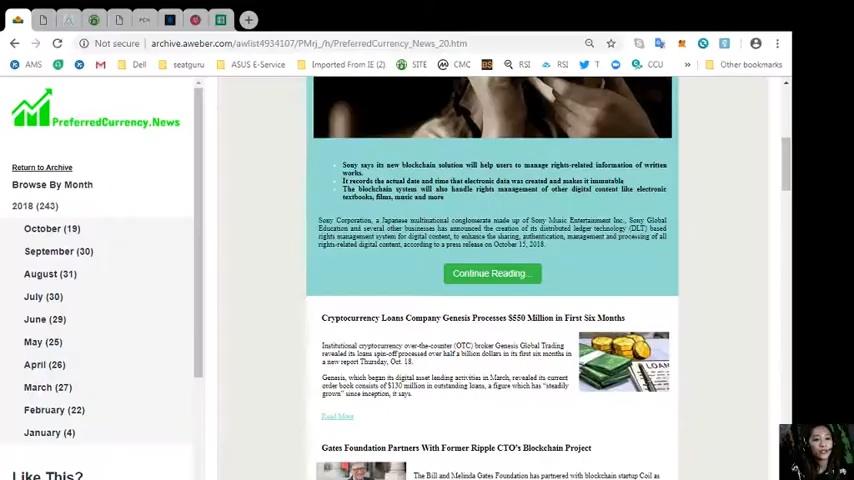 PCN
Not secure | archive.aweber.com/awlist4934107/PMrj_/h/PreferredCurrency_News_20.htm
AMS Dell seatguru ASUS E-Service Imported From IE (2) SITE CMC BS RSI RSI T CCU » Other bookmarks
PreferredCurrency.News
Return to Archive
Browse By Month
2018 (243)
October (19)
September (30)
August (31)
July (30)
June (29)
May (25)
April (26)
March (27)
February (22)
January (4)
Like This?
Sony says its new blockchain solution will help users to manage rights-related information of written
works.
It records the actual date and time that electronic data was created and makes it immutable
The blockchain system will also handle rights management of other digital content like electronic
textbooks, films, music and more
Sony Corporation, a Japanese multinational conglomerate made up of Sony Music Entertainment Inc., Sony Global
Education and several other businesses has announced the creation of its distributed ledger technology (DLT) based
rights management system for digital content, to enhance the sharing, authentication, management and processing of all
rights-related digital content, according to a press release on October 15, 2018.
Continue Reading...
Cryptocurrency Loans Company Genesis Processes $550 Million in First Six Months
Institutional cryptocurrency over-the-counter (OTC) broker Genesis Global Trading
revealed its loans spin-off processed over half a billion dollars in its first six months in
a new report Thursday, Oct. 18.
Genesis, which began its digital asset lending activities in March, revealed its current
order book consists of $130 million in outstanding loans, a figure which has "steadily
grown" since inception, it says.
Read More
LOAN
Gates Foundation Partners With Former Ripple CTO's Blockchain Project
The Bill and Melinda Gates Foundation has partnered with blockchain startup Coil as